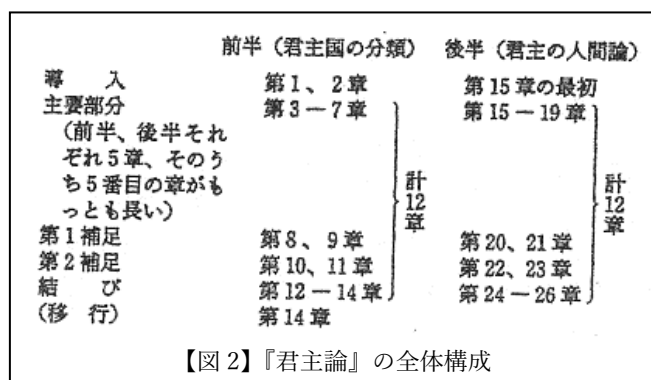 前半(君主国の分類) 後半(君主の人間論)
導 入 第1、2章 第15章の最初
主要部分 第3-7章 第15-19章
(前半、後半それ
ぞれ5章、そのう
ち5番目の章がも
っとも長い)
計12章 計12章
第1補足 第8、9章 第20、21章
第2補足 第10、11章 第22、23章
結 び 第12-14章 第24-26章
(移 行) 第14章
【図2】『君主論』の全体構成